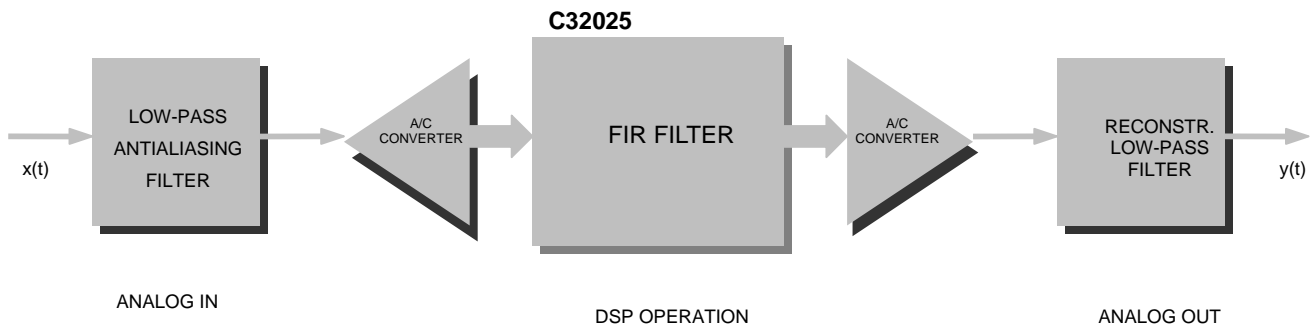 C32025
LOW-PASS
ANTIALIASING
FILTER
A/C
CONVERTER
FIR FILTER
A/C
CONVERTER
RECONSTR.
LOW-PASS
FILTER
x(t)
y(t)
ANALOG IN
DSP OPERATION
ANALOG OUT